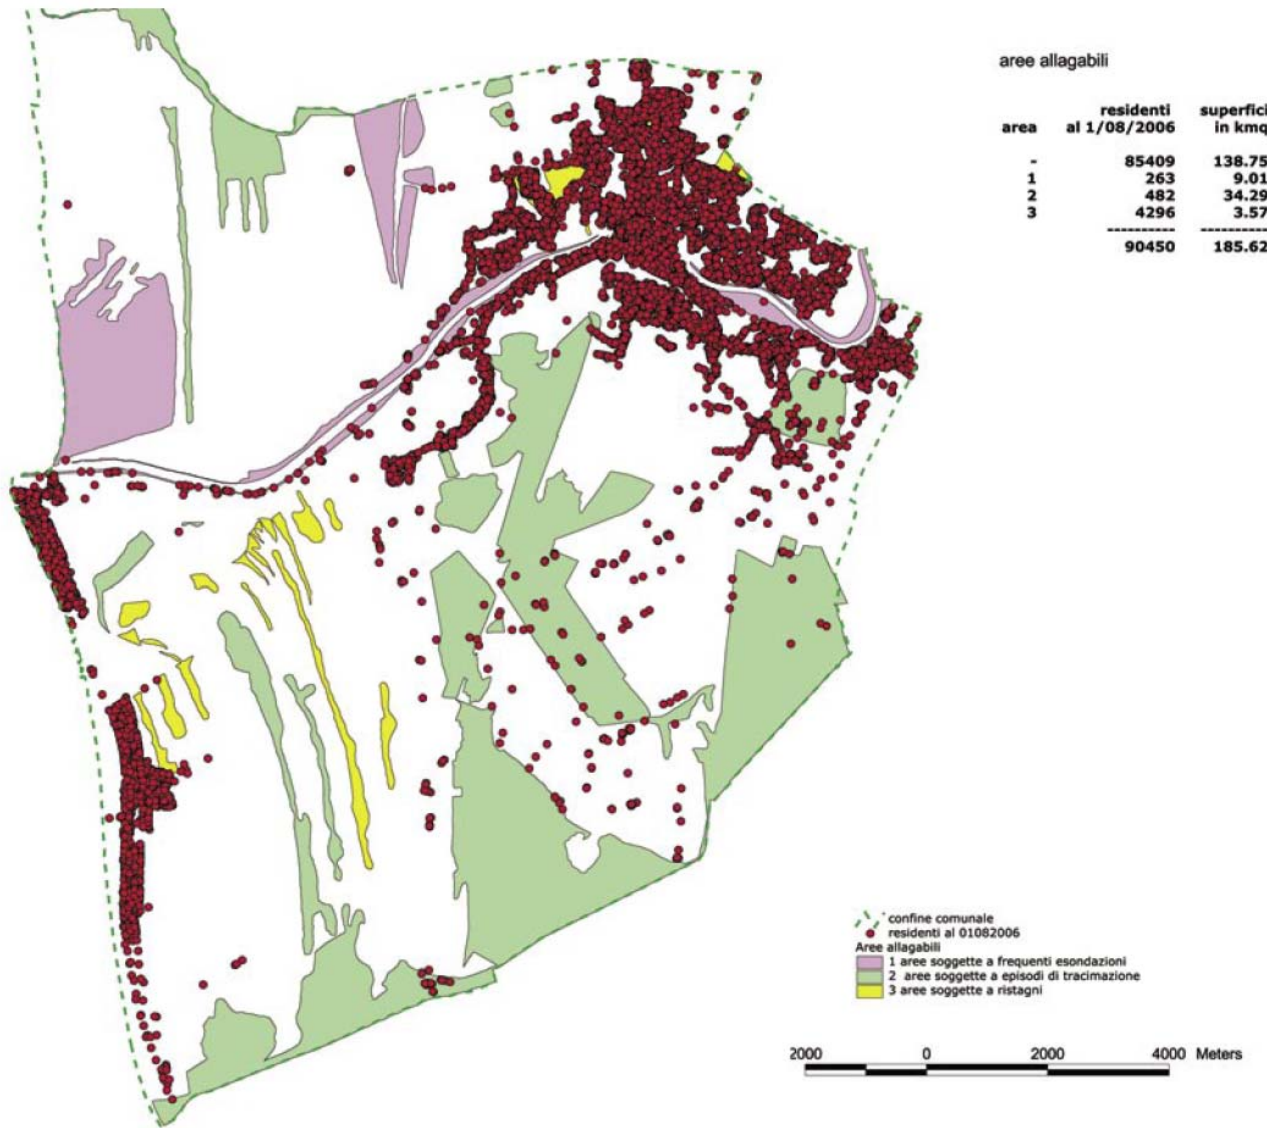 aree allagabili
residenti superfici
area al 1/08/2006 in kmq
- 85409 138.75
1 263 9.01
2 482 34.29
3 4296 3.57
---------- ----------
90450 185.62
confine comunale
residenti al 01082006
Aree allagabili
1 aree soggette a frequenti esondazioni
2 aree soggette a episodi di tracimazione
3 aree soggette a ristagni
2000 0 2000 4000 Meters